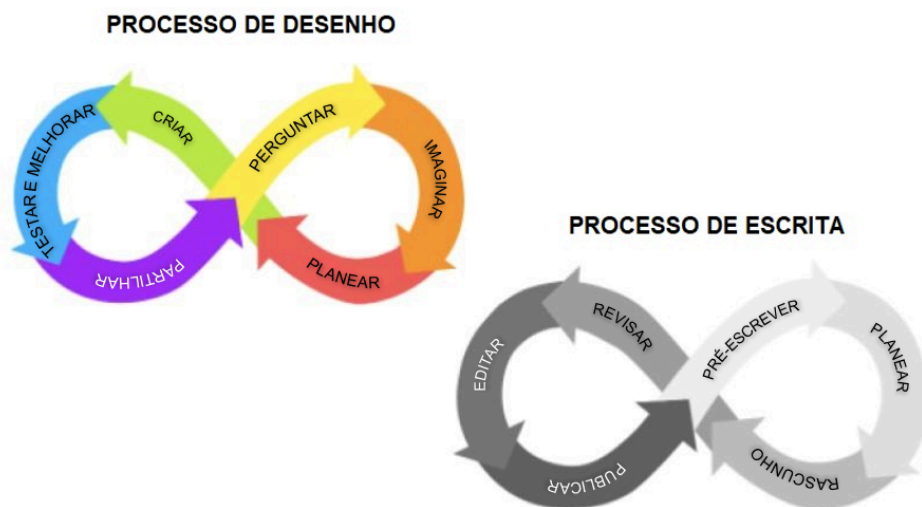 PROCESSO DE DESENHO
PERGUNTAR
IMAGINAR
PLANEAR
CRIAR
TESTAR E MELHORAR
PARTILHAR
PROCESSO DE ESCRITA
PRÉ-ESCREVER
PLANEAR
RASCUNHO
REVISAR
EDITAR
PUBLICAR